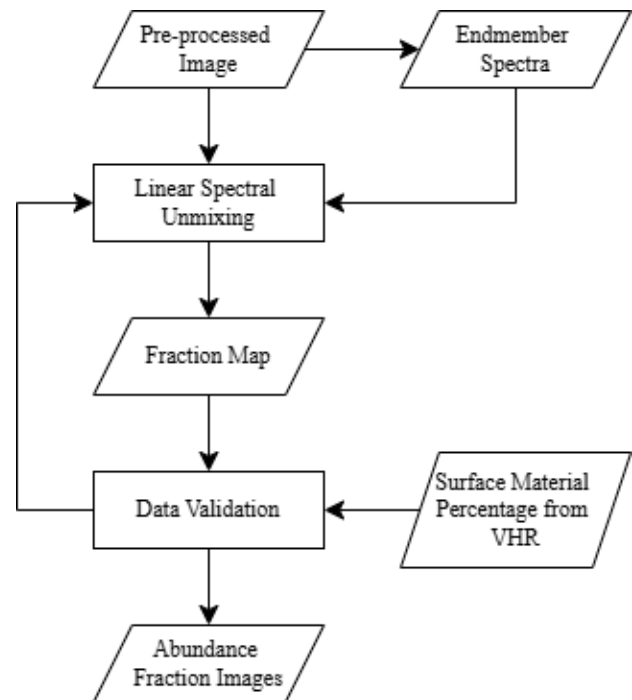 Pre-processed
Image
Endmember
Spectra
Linear Spectral
Unmixing
Fraction Map
Data Validation
Surface Material
Percentage from
VHR
Abundance
Fraction Images